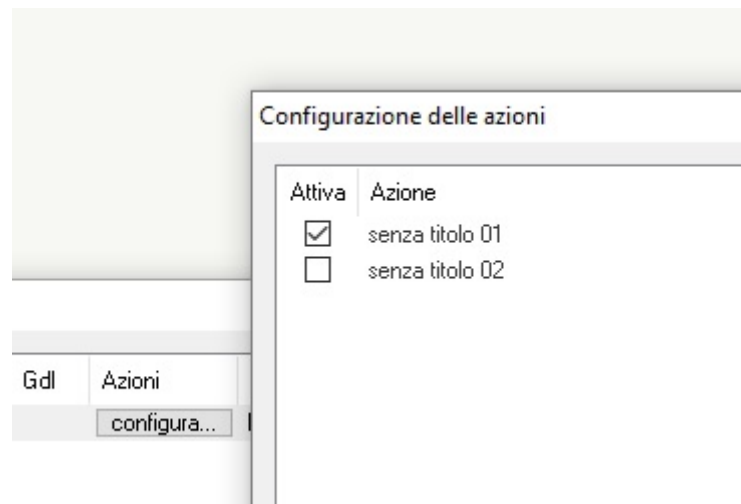 Configurazione delle azioni
Attiva Azione
senza titolo 01
senza titolo 02
Gdl Azioni
configura...